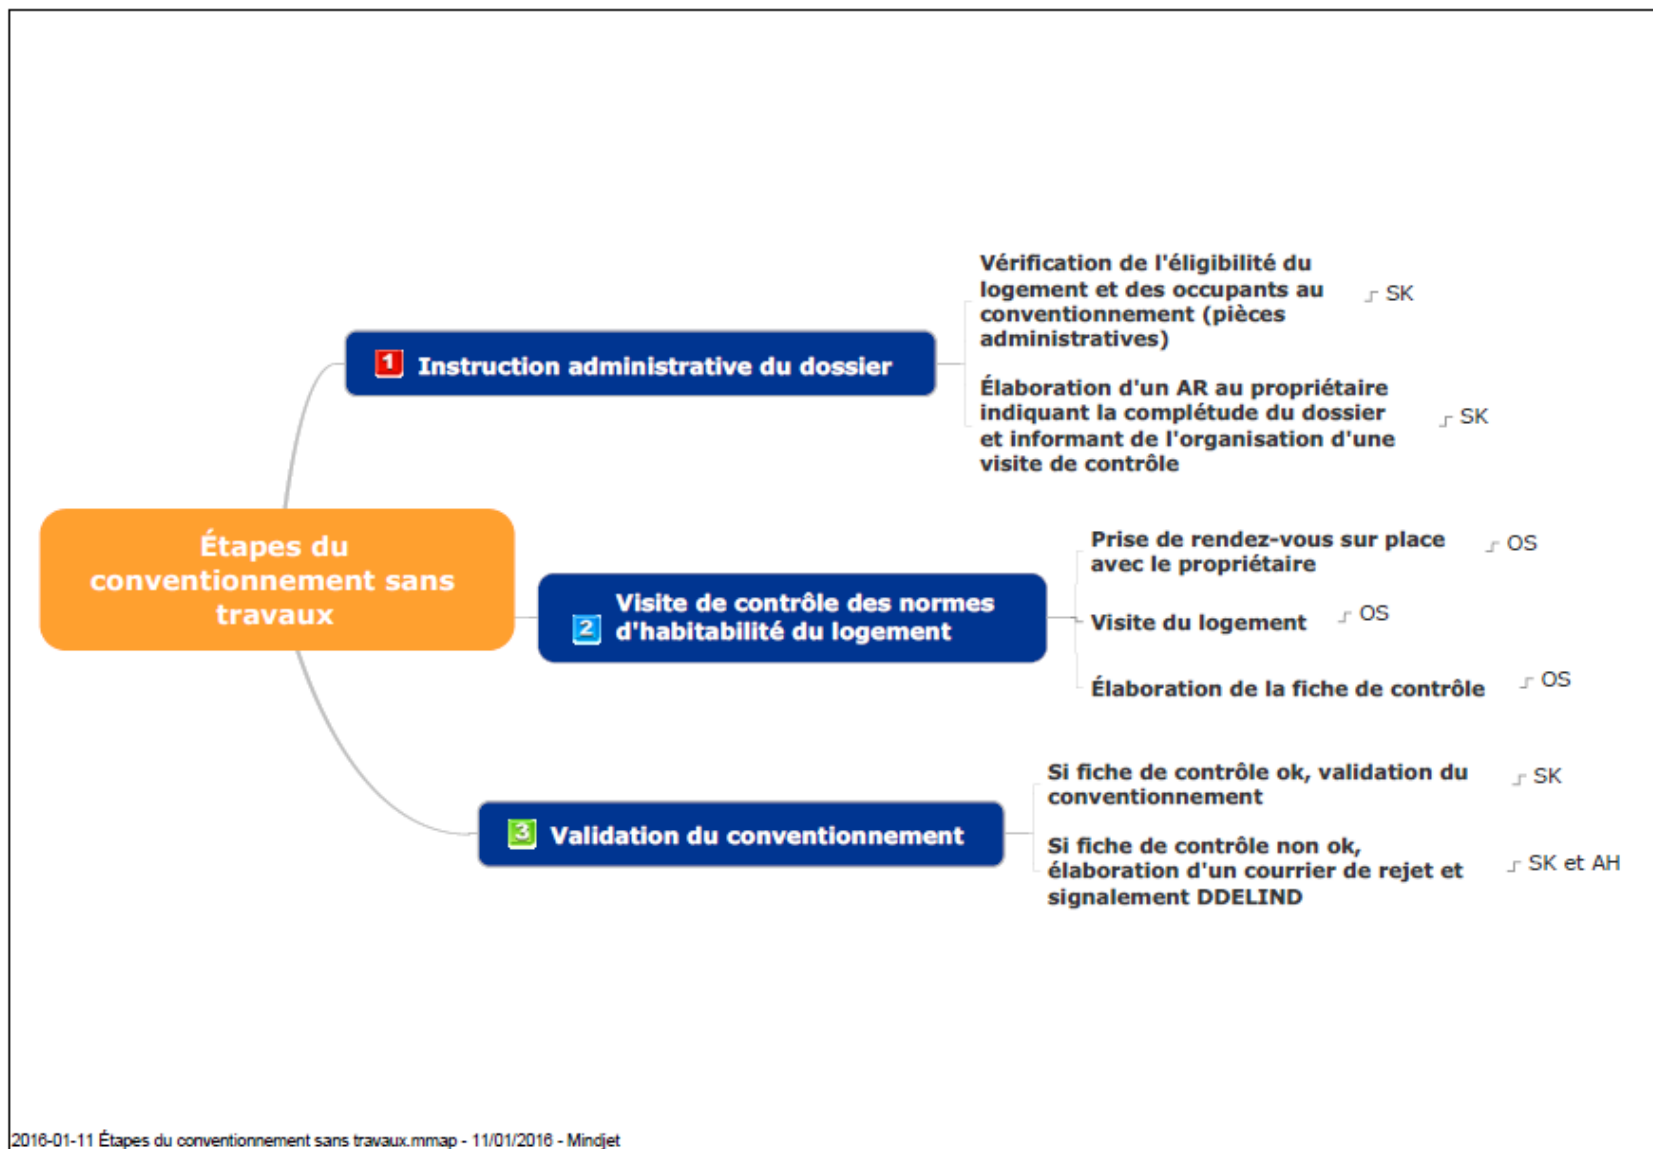 Étapes du
conventionnement sans
travaux
1 Instruction administrative du dossier
Vérification de l'éligibilité du
logement et des occupants au
conventionnement (pièces
administratives)
SK
Élaboration d'un AR au propriétaire
indiquant la complétude du dossier
et informant de l'organisation d'une
visite de contrôle
SK
2 Visite de contrôle des normes
d'habitabilité du logement
Prise de rendez-vous sur place
avec le propriétaire
OS
Visite du logement
OS
Élaboration de la fiche de contrôle
OS
3 Validation du conventionnement
Si fiche de contrôle ok, validation du
conventionnement
SK
Si fiche de contrôle non ok,
élaboration d'un courrier de rejet et
signalement DDELIND
SK et AH
2016-01-11 Étapes du conventionnement sans travaux.mmap - 11/01/2016 - Mindjet